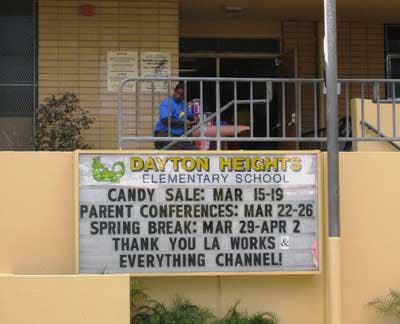 DAYTON HEIGHTS
ELEMENTARY SCHOOL
CANDY SALE: MAR 15-19
PARENT CONFERENCES: MAR 22-26
SPRING BREAK: MAR 29-APR 2
THANK YOU LA WORKS &
EVERYTHING CHANNEL!